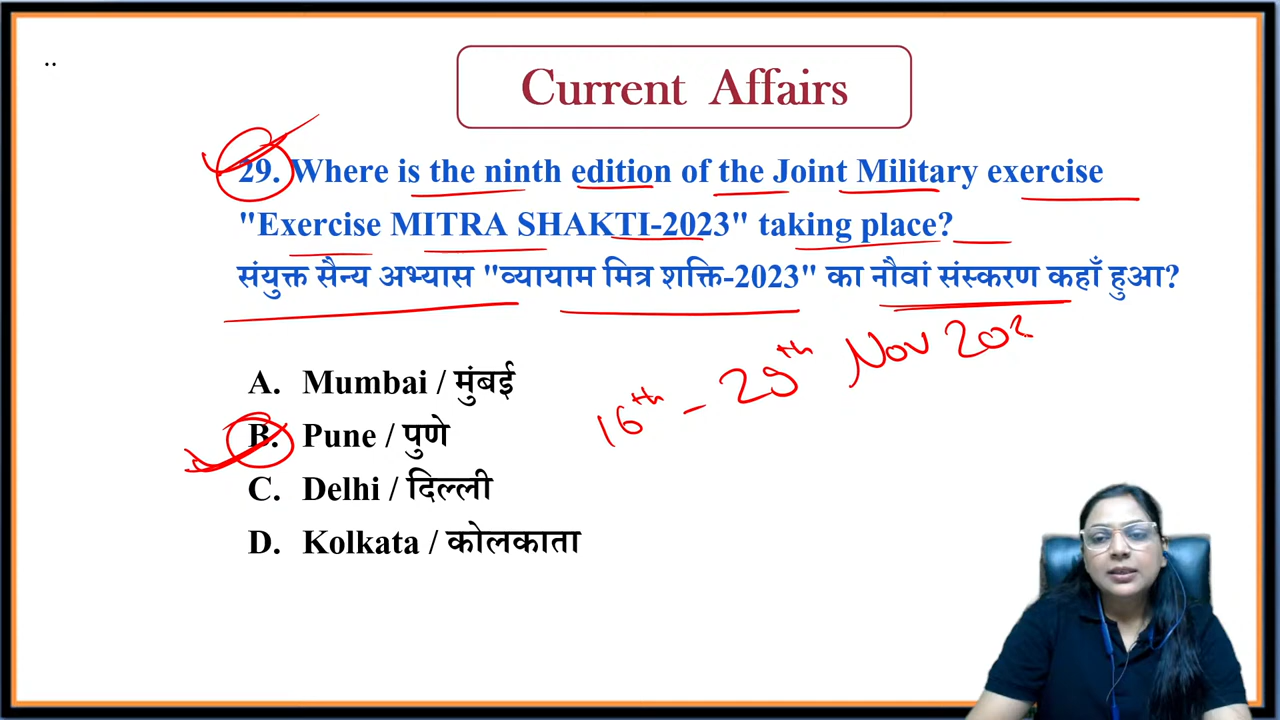 ..
Current Affairs
29. Where is the ninth edition of the Joint Military exercise
"Exercise MITRA SHAKTI-2023" taking place?
संयुक्त सैन्य अभ्यास "व्यायाम मित्र शक्ति-2023" का नौवां संस्करण कहाँ हुआ?
16th - 29th Nov
A. Mumbai / मुंबई
B. Pune / पुणे
C. Delhi / दिल्ली
D. Kolkata / कोलकाता